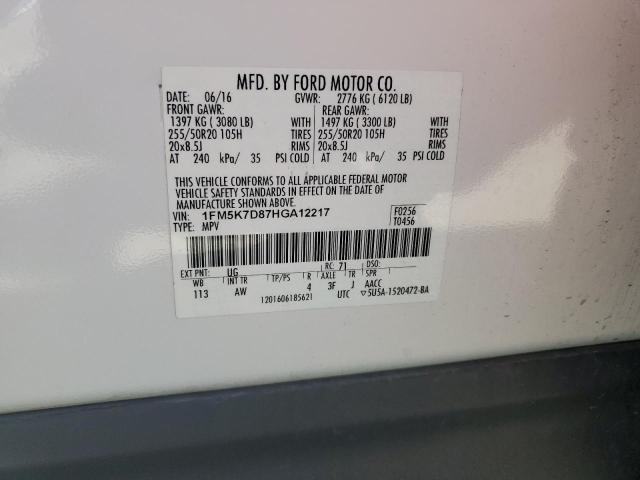 MFD. BY FORD MOTOR CO.
DATE: 06/16 GVWR: 2776 KG ( 6120 LB)
FRONT GAWR: REAR GAWR:
1397 KG ( 3080 LB) WITH 1497 KG ( 3300 LB) WITH
255/50R20 105H TIRES 255/50R20 105H TIRES
20x8.5J RIMS 20x8.5J RIMS
AT 240 kPa/ 35 PSI COLD AT 240 kPa/ 35 PSI COLD
THIS VEHICLE CONFORMS TO ALL APPLICABLE FEDERAL MOTOR
VEHICLE SAFETY STANDARDS IN EFFECT ON THE DATE OF
MANUFACTURE SHOWN ABOVE.
VIN: 1FM5K7D87HGA12217 F0256
TYPE: MPV T0456
EXT PNT: UG RC: 71 DSO:
WB INT TR TP/PS R AXLE TR SPR
113 AW 4 3F J AACC
1201606185621 UTC ▽5U5A-1520472-BA